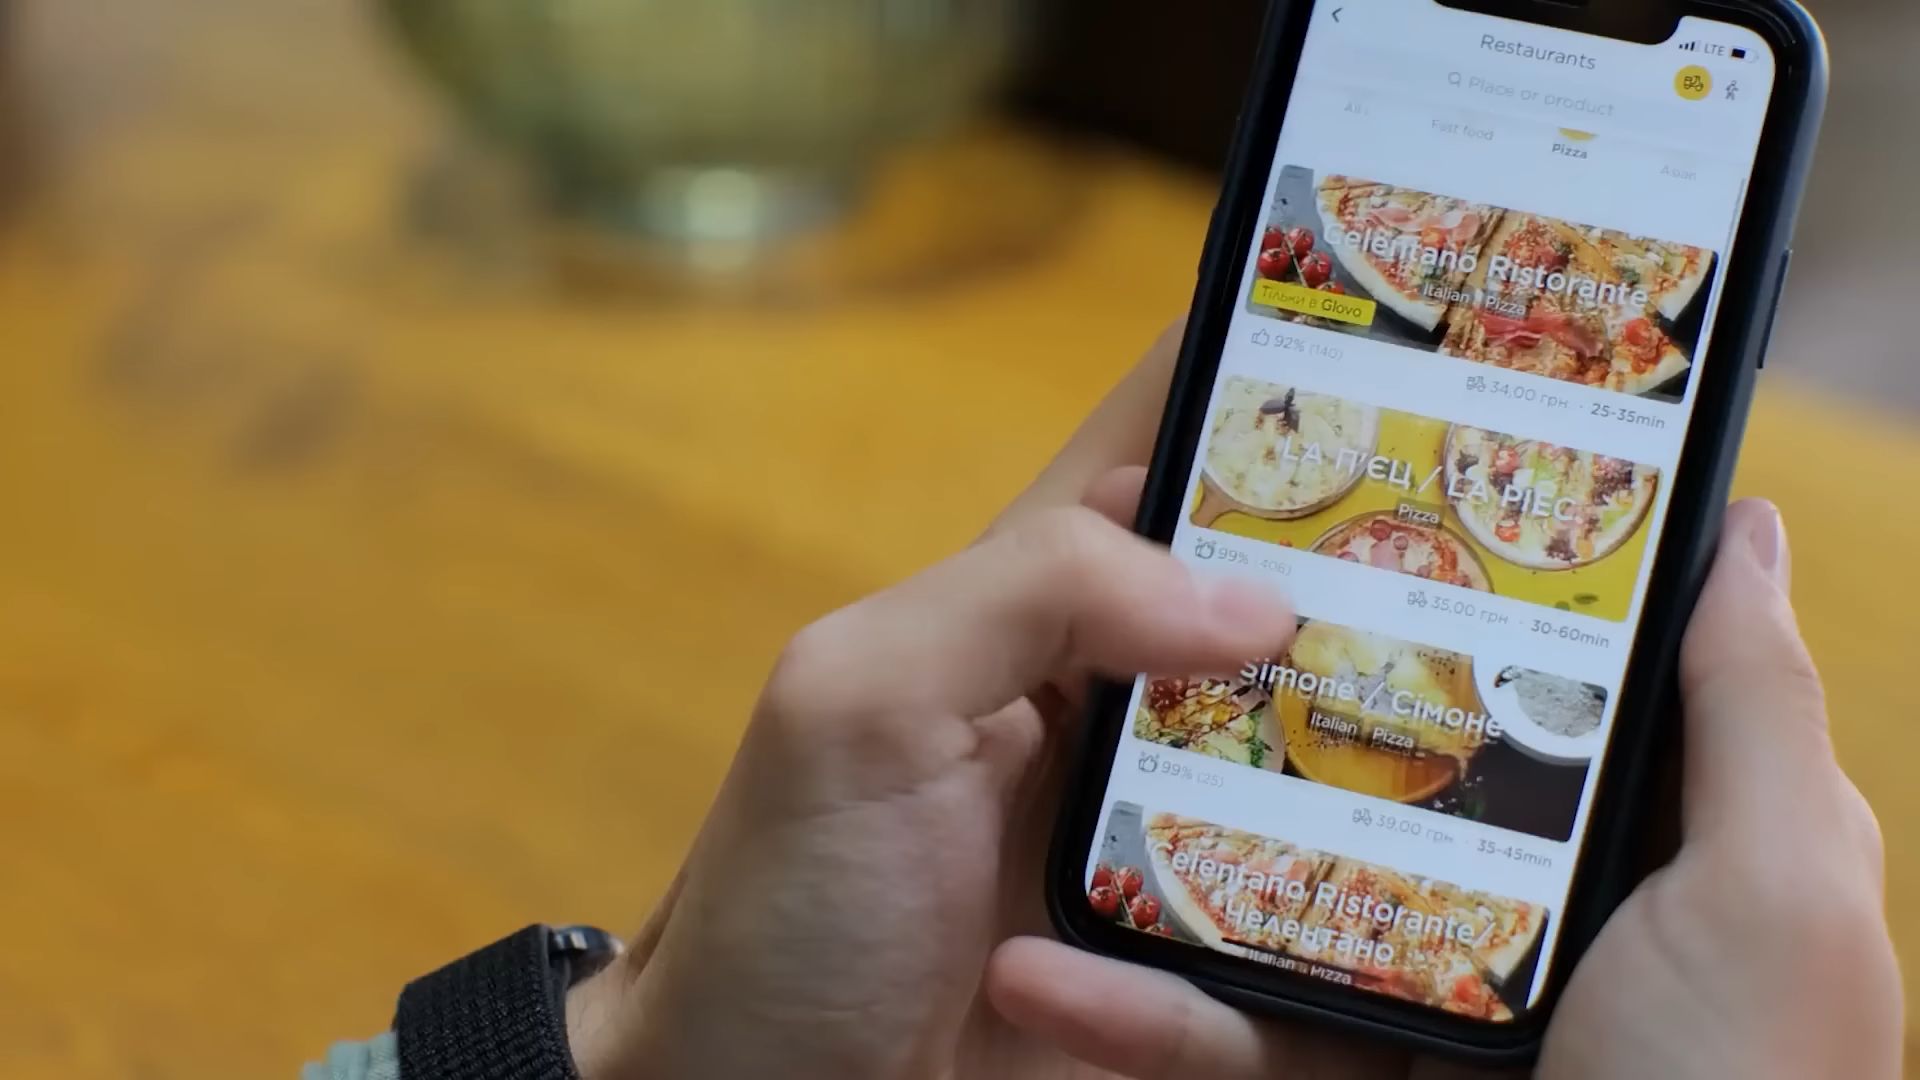 LTE
Restaurants
Place or product
All
Fast food
Pizza
Asian
Celentano Ristorante
Italian Pizza
Тільки в Glovo
92% (140)
34,00 грн · 25-35min
LA П'ЄЦ / LA PIEC
Pizza
99% (406)
35,00 грн · 30-60min
Simone / Сімоне
Italian Pizza
99% (25)
39,00 грн · 35-45min
Celentano Ristorante/
Челентано
Italian Pizza